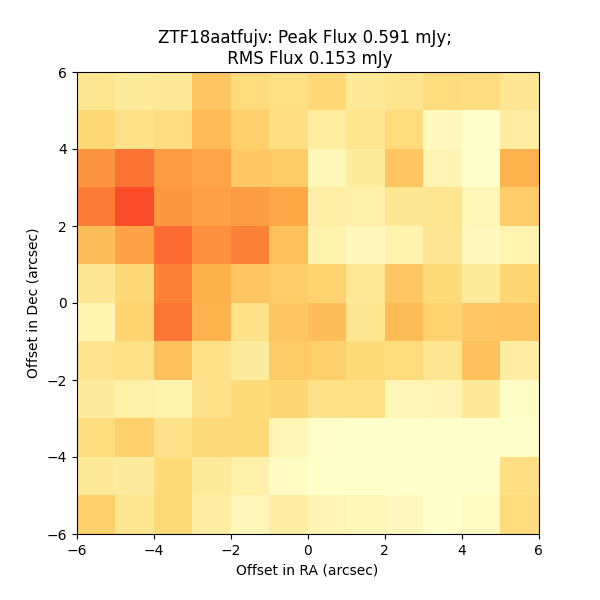 ZTF18aatfujv: Peak Flux 0.591 mJy;
RMS Flux 0.153 mJy
6
4
2
0
−2
−4
−6
Offset in Dec (arcsec)
−6 −4 −2 0 2 4 6
Offset in RA (arcsec)